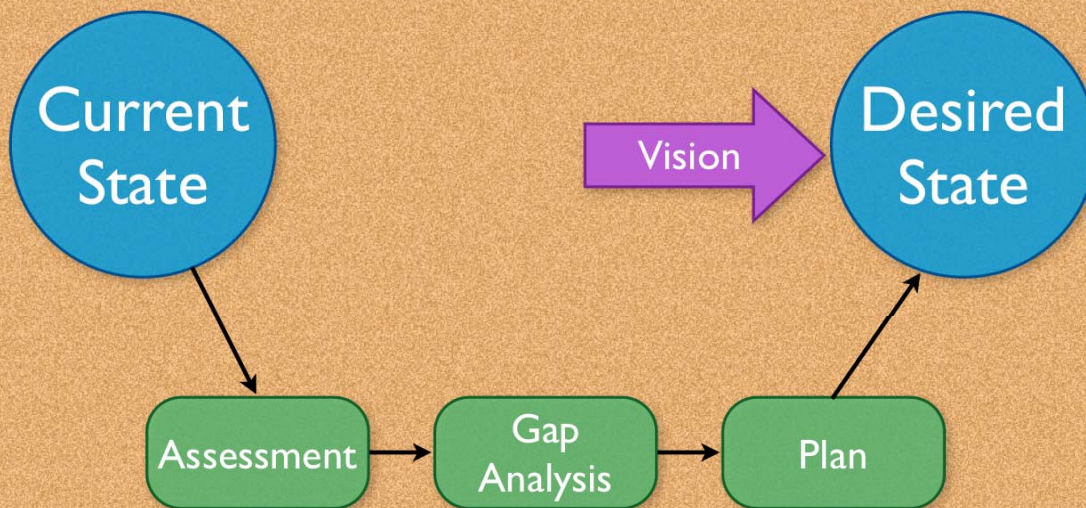 Current
State
Vision
Desired
State
Assessment
Gap
Analysis
Plan